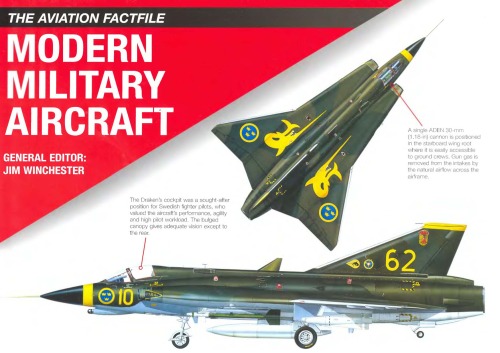 THE AVIATION FACTFILE
MODERN
MILITARY
AIRCRAFT
GENERAL EDITOR:
JIM WINCHESTER
A single ADEN 30-mm
(1.18-in) cannon is positioned
in the starboard wing root
where it is easily accessible
to ground crews. Gun gas is
removed from the intakes by
the natural airflow across the
airframe.
The Draken's cockpit was a sought-after
position for Swedish fighter pilots, who
valued the aircraft's performance, agility
and high pilot workload. The bulged
canopy gives adequate vision except to
the rear.
62
10